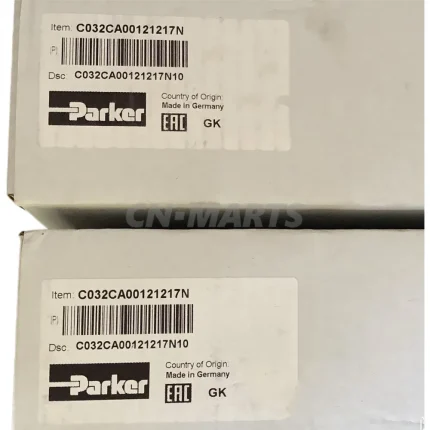 Item: C032CA00121217N
(P)
Dsc: C032CA00121217N10
Parker
Country of Origin:
Made in Germany
EAC GK
CN-MARTS
Item: C032CA00121217N
(P)
Dsc: C032CA00121217N10
Parker
Country of Origin:
Made in Germany
EAC GK